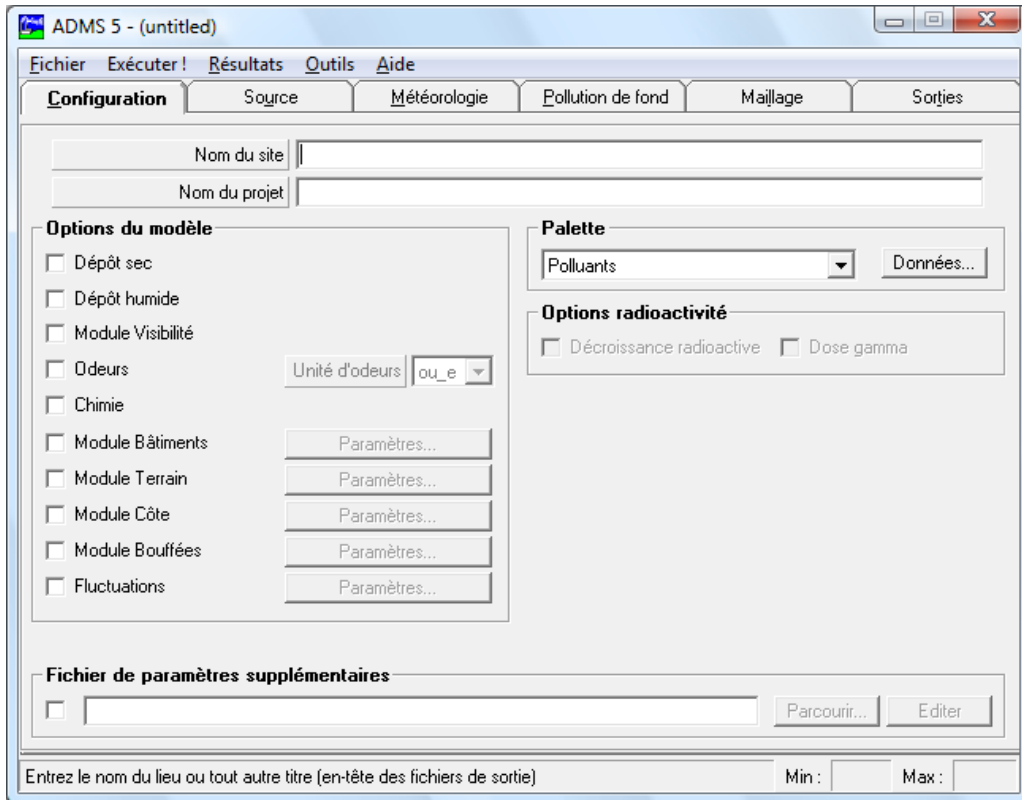 ADMS 5 - (untitled)
Fichier Exécuter! Résultats Outils Aide
Configuration Source Météorologie Pollution de fond Maillage Sorties
Nom du site
Nom du projet
Options du modèle
Dépôt sec
Dépôt humide
Module Visibilité
Odeurs Unité d'odeurs ou_e
Chimie
Module Bâtiments Paramètres...
Module Terrain Paramètres...
Module Côte Paramètres...
Module Bouffées Paramètres...
Fluctuations Paramètres...
Palette
Polluants Données...
Options radioactivité
Décroissance radioactive Dose gamma
Fichier de paramètres supplémentaires
Parcourir... Editer
Entrez le nom du lieu ou tout autre titre (en-tête des fichiers de sortie) Min : Max :